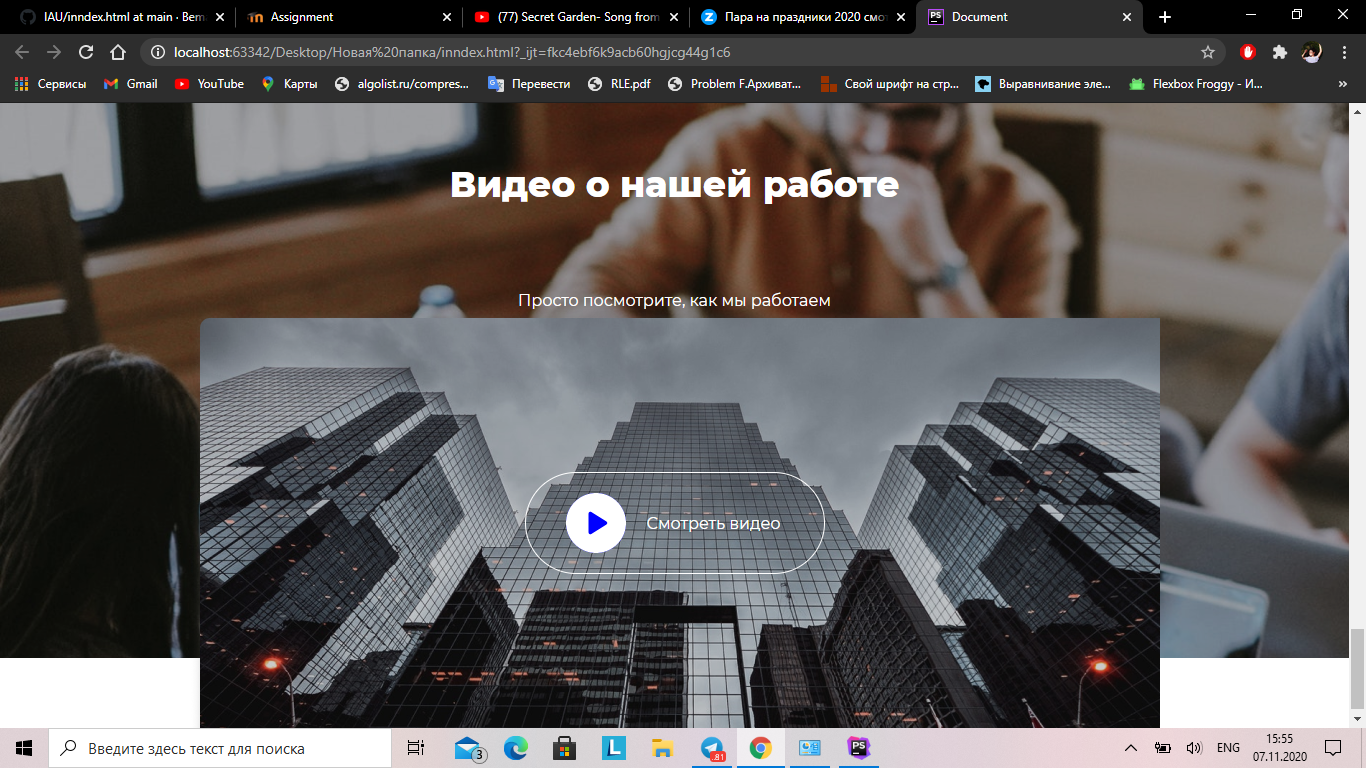 IAU/inndex.html at main · Bem
Assignment
(77) Secret Garden- Song from
Пара на праздники 2020 смот
Document
localhost:63342/Desktop/Новая%20папка/inndex.html?_ijt=fkc4ebf6k9acb60hgjcg44g1c6
Сервисы
Gmail
YouTube
Карты
algolist.ru/compres...
Перевести
RLE.pdf
Problem F.Архиват...
Свой шрифт на стр...
Выравнивание эле...
Flexbox Froggy - И...
»
Видео о нашей работе
Просто посмотрите, как мы работаем
Смотреть видео
Введите здесь текст для поиска
3
L
81
PS
ENG
15:55
07.11.2020